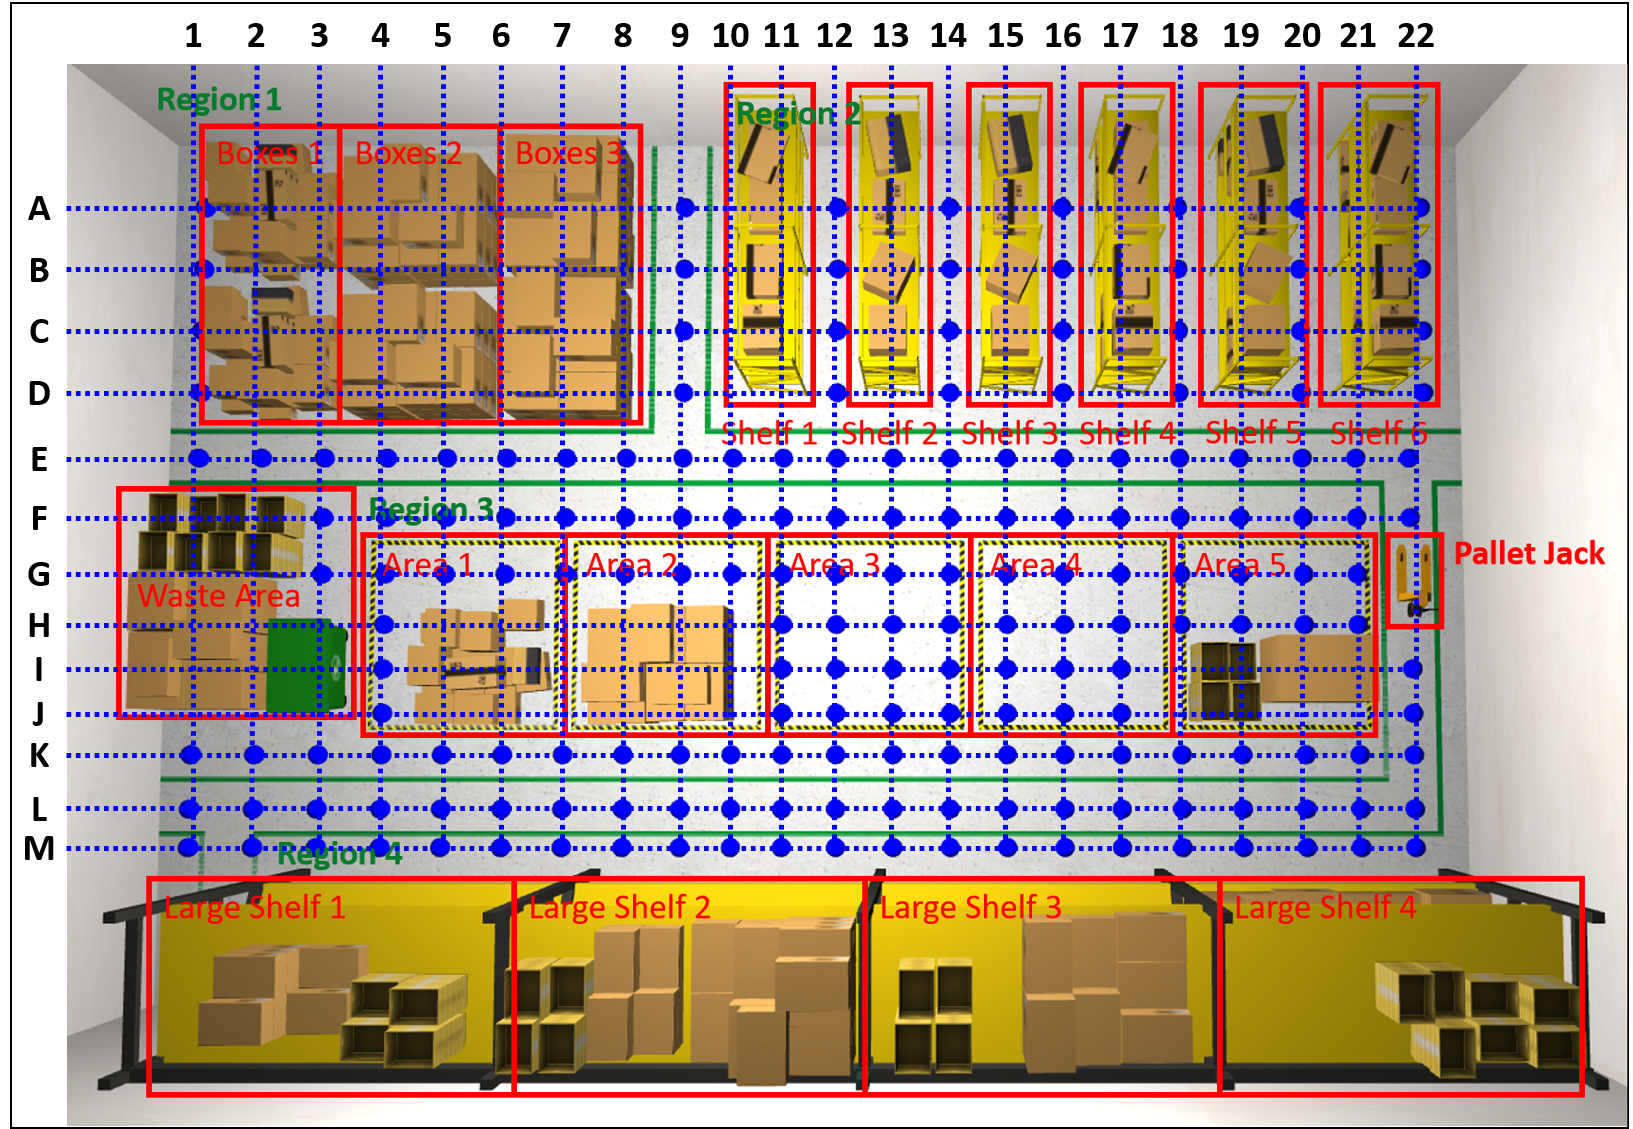 1 2 3 4 5 6 7 8 9 10 11 12 13 14 15 16 17 18 19 20 21 22
Region 1
Region 2
Boxes 1 Boxes 2 Boxes 3
A
B
C
D
Shelf 1 Shelf 2 Shelf 3 Shelf 4 Shelf 5 Shelf 6
E
F
Region 3
Pallet Jack
G
Area 1 Area 2 Area 3 Area 4 Area 5
Waste Area
H
I
J
K
L
M
Region 4
Large Shelf 1 Large Shelf 2 Large Shelf 3 Large Shelf 4